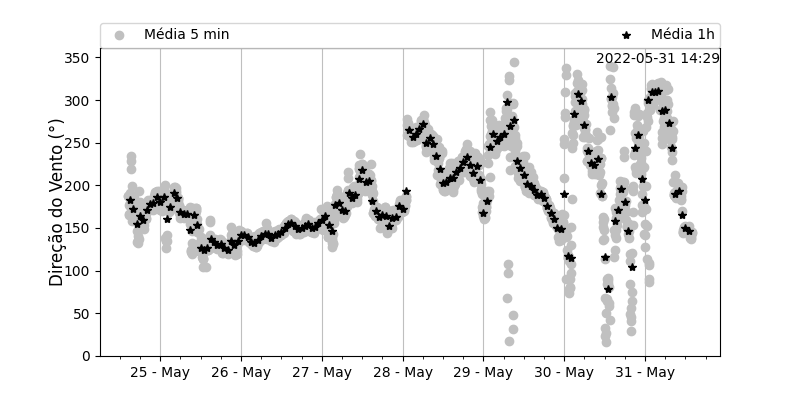 Média 5 min
Média 1h
2022-05-31 14:29
Direção do Vento (°)
350
300
250
200
150
100
50
0
25 - May
26 - May
27 - May
28 - May
29 - May
30 - May
31 - May